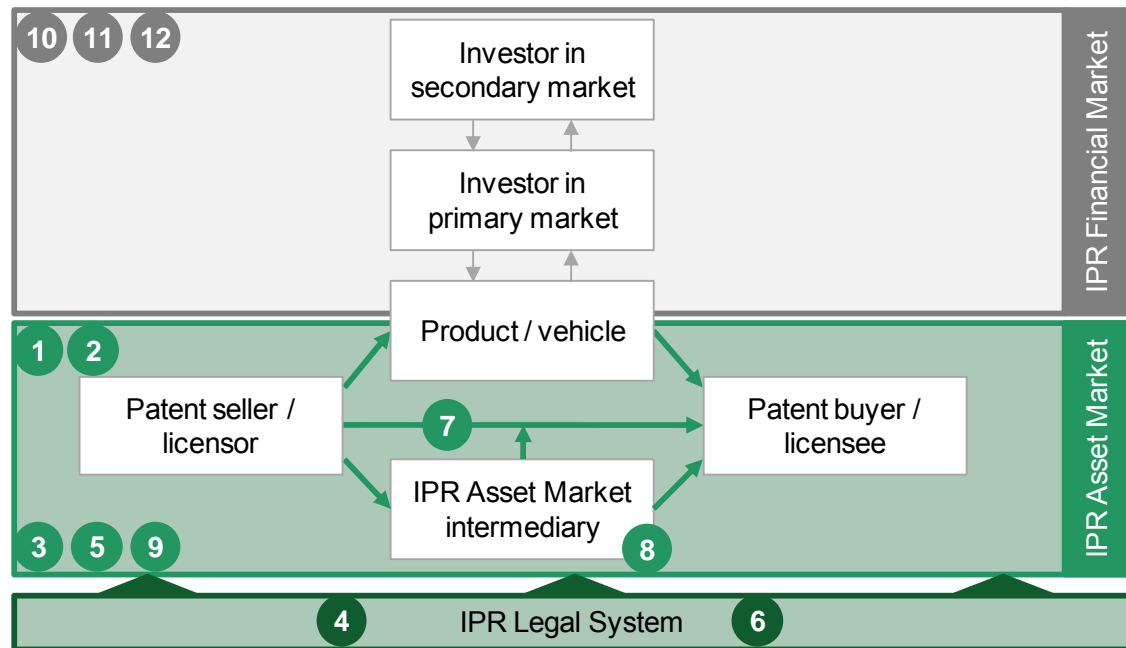 10 11 12
Investor in
secondary market
Investor in
primary market
IPR Financial Market
Product / vehicle
1 2
Patent seller /
licensor
7
Patent buyer /
licensee
IPR Asset Market
intermediary
8
3 5 9
IPR Asset Market
4 IPR Legal System 6